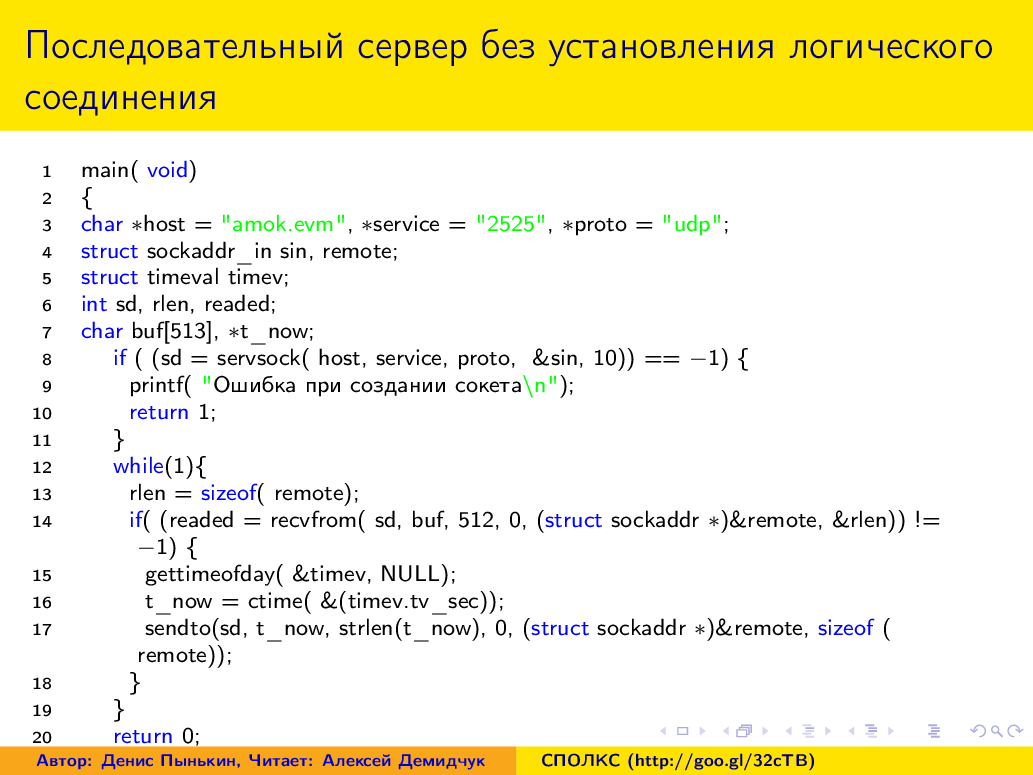 Последовательный сервер без установления логического
соединения
1 main( void)
2 {
3 char *host = "amok.evm", *service = "2525", *proto = "udp";
4 struct sockaddr_in sin, remote;
5 struct timeval timev;
6 int sd, rlen, readed;
7 char buf[513], *t_now;
8 if ( (sd = servsock( host, service, proto, &sin, 10)) == −1) {
9 printf( "Ошибка при создании сокета\n");
10 return 1;
11 }
12 while(1){
13 rlen = sizeof( remote);
14 if( (readed = recvfrom( sd, buf, 512, 0, (struct sockaddr *)&remote, &rlen)) !=
−1) {
15 gettimeofday( &timev, NULL);
16 t_now = ctime( &(timev.tv_sec));
17 sendto(sd, t_now, strlen(t_now), 0, (struct sockaddr *)&remote, sizeof (
remote));
18 }
19 }
20 return 0;
Автор: Денис Пынькин, Читает: Алексей Демидчук СПОЛКС (http://goo.gl/32cTB)